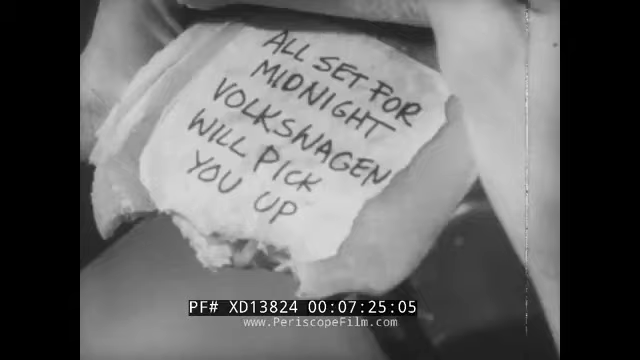 ALL SET FOR
MIDNIGHT
VOLKSWAGEN
WILL PICK
YOU UP
PF# XD13824 00:07:25:05
www.PeriscopeFilm.com